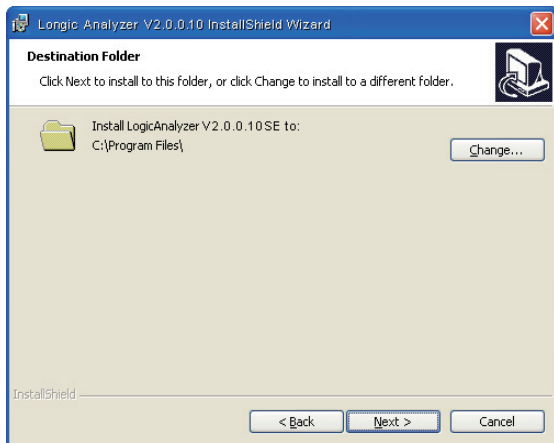 Longic Analyzer V2.0.0.10 InstallShield Wizard
Destination Folder
Click Next to install to this folder, or click Change to install to a different folder.
Install LogicAnalyzer V2.0.0.10SE to:
C:\Program Files\
Change...
InstallShield
< Back
Next >
Cancel